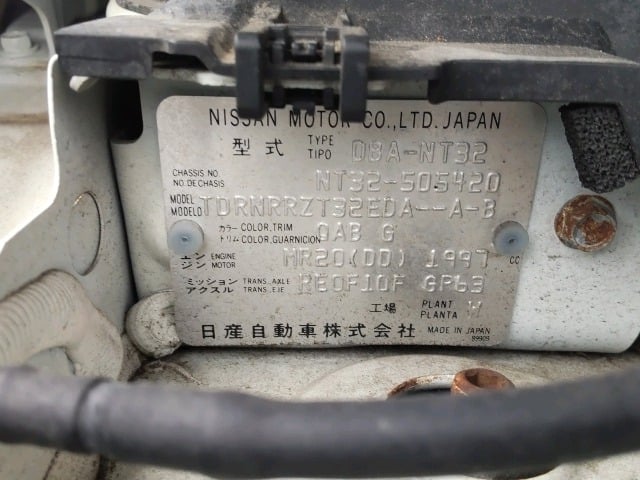 NISSAN MOTOR CO.,LTD. JAPAN
型式 TYPE TIPO DBA-NT32
CHASSIS NO. NO. DE CHASIS NT32-505420
MODEL MODELO TDRNRRZT32EDA--A-B
カラートリム COLOR,TRIM COLOR,GUARNICION QAB G
エンジン ENGINE MOTOR MR20(DD) 1997 CC
ミッションアクスル TRANS.,AXLE TRANS.,EJE RE0F10F GP63
工場 PLANT PLANTA W
日産自動車株式会社 MADE IN JAPAN
89909